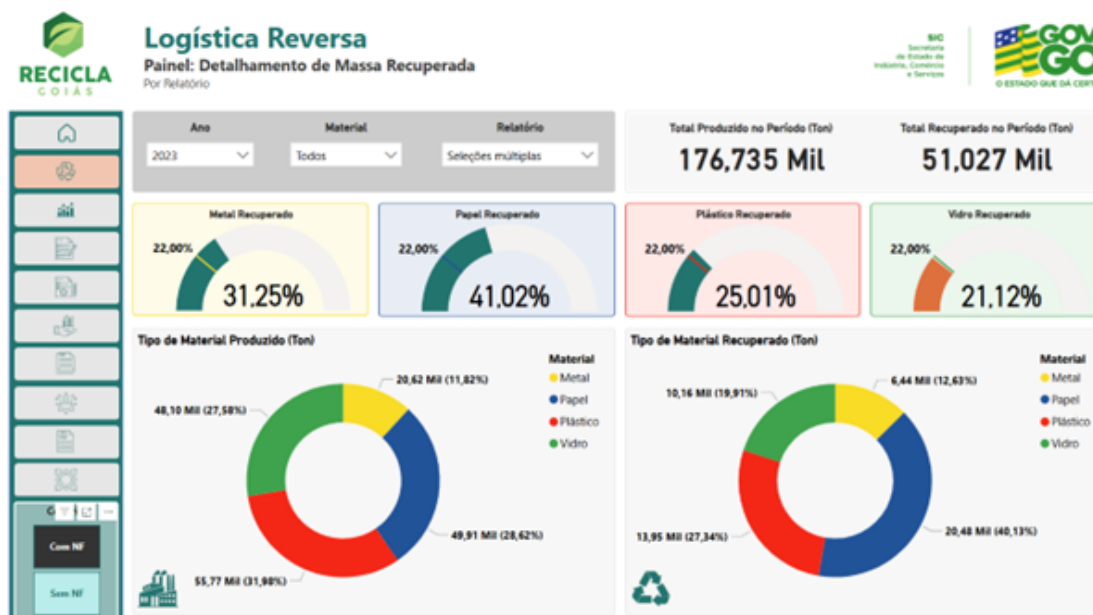 RECICLA
GOIÁS
Logística Reversa
Painel: Detalhamento de Massa Recuperada
Por Relatório
SIC
Secretaria
de Estado de
Indústria, Comércio
e Serviços
GOV
GO
O ESTADO QUE DÁ CERT
Ano
Material
Relatório
2023
Todos
Seleções múltiplas
Total Produzido no Período (Ton)
176,735 Mil
Total Recuperado no Período (Ton)
51,027 Mil
Metal Recuperado
22,00%
31,25%
Papel Recuperado
22,00%
41,02%
Plástico Recuperado
22,00%
25,01%
Vidro Recuperado
22,00%
21,12%
Tipo de Material Produzido (Ton)
20,62 Mil (11,82%)
48,10 Mil (27,58%)
49,91 Mil (28,62%)
55,77 Mil (31,98%)
Material
Metal
Papel
Plástico
Vidro
Tipo de Material Recuperado (Ton)
6,44 Mil (12,63%)
10,16 Mil (19,91%)
20,48 Mil (40,13%)
13,95 Mil (27,34%)
Material
Metal
Papel
Plástico
Vidro
Com NF
Sem NF